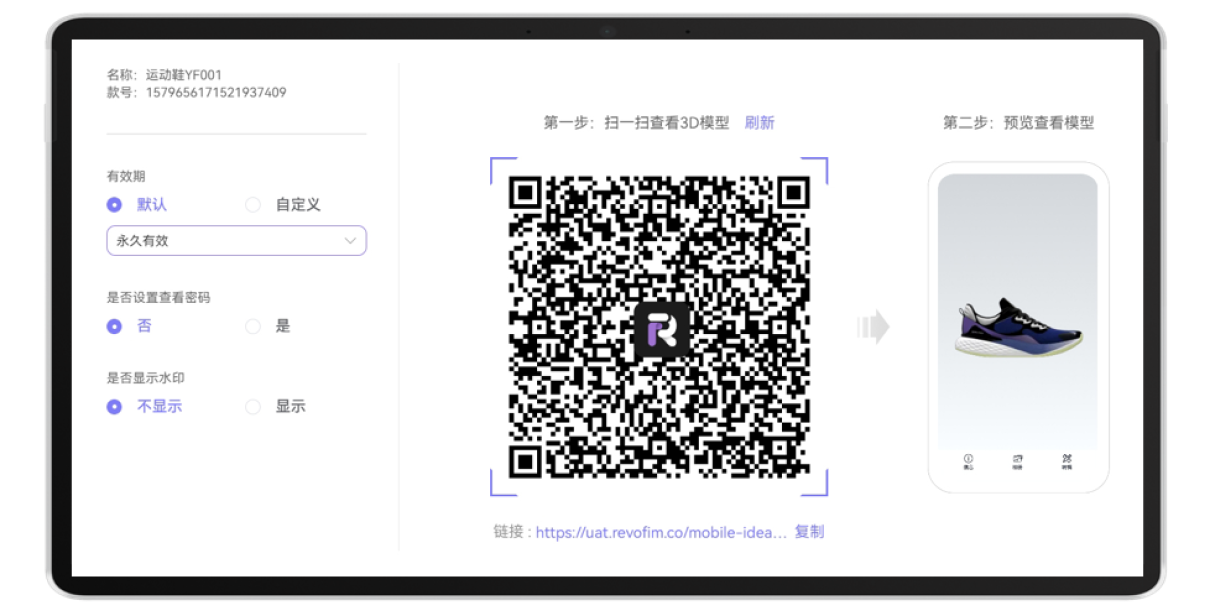 名称：运动鞋YF001
款号：1579656171521937409
有效期
默认 自定义
永久有效
是否设置查看密码
否 是
是否显示水印
不显示 显示
第一步：扫一扫查看3D模型 刷新
链接 : https://uat.revofim.co/mobile-idea... 复制
第二步：预览查看模型